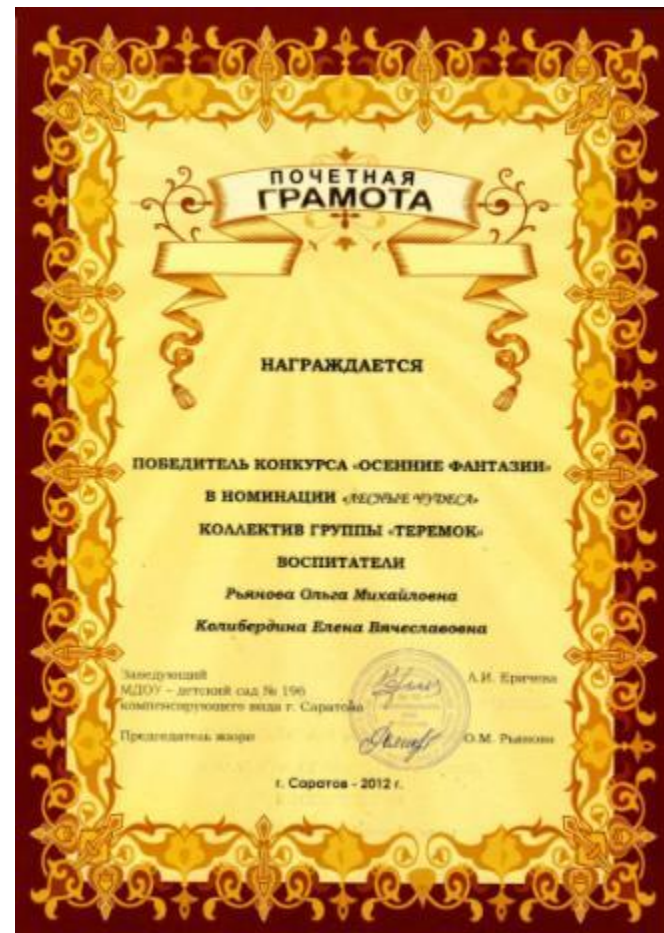 ПОЧЕТНАЯ
ГРАМОТА
НАГРАЖДАЕТСЯ
ПОБЕДИТЕЛЬ КОНКУРСА «ОСЕННИЕ ФАНТАЗИИ»
В НОМИНАЦИИ «ЛЕСНЫЕ ЧУДЕСА»
КОЛЛЕКТИВ ГРУППЫ «ТЕРЕМОК»
ВОСПИТАТЕЛИ
Рьянова Ольга Михайловна
Колибердина Елена Вячеславовна
Заведующий А.И. Еричева
МДОУ – детский сад № 196
компенсирующего вида г. Саратова
Председатель жюри О.М. Рьянова
г. Саратов - 2012 г.